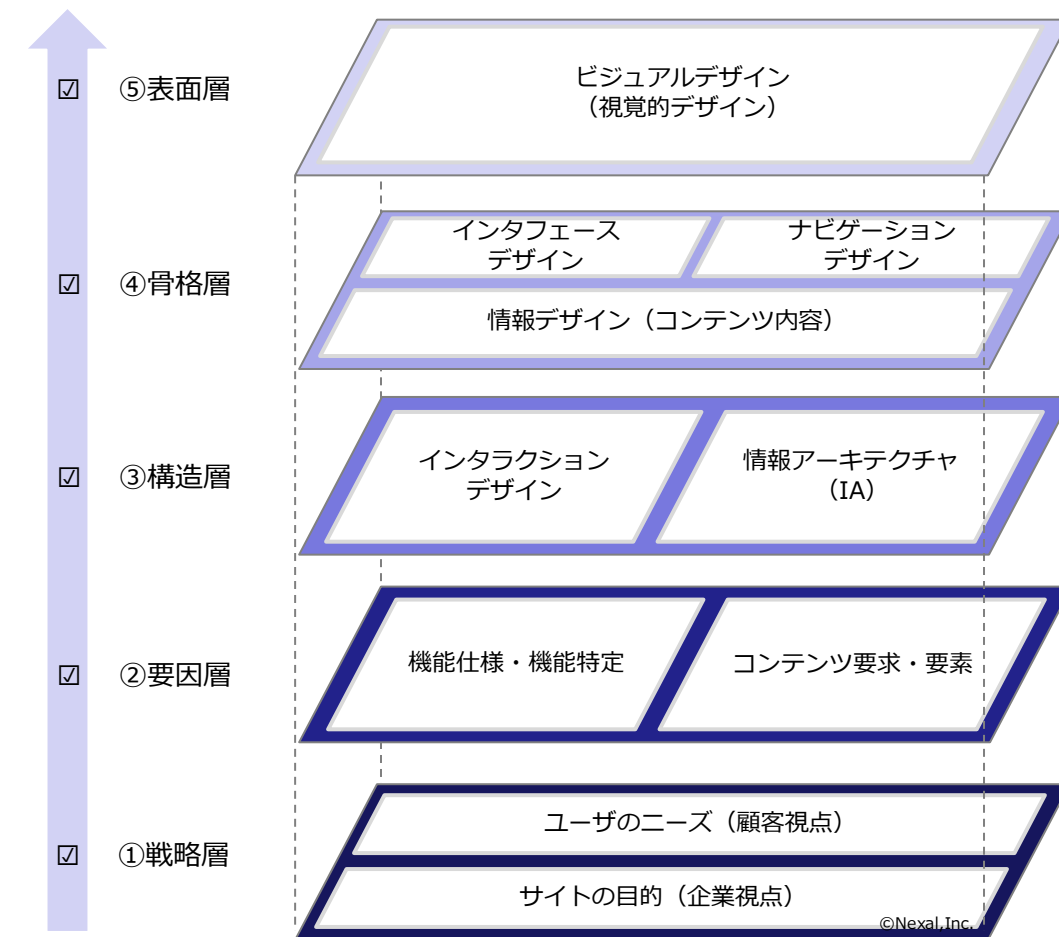 ☑ ⑤表面層
ビジュアルデザイン
（視覚的デザイン）
☑ ④骨格層
インタフェース
デザイン
ナビゲーション
デザイン
情報デザイン（コンテンツ内容）
☑ ③構造層
インタラクション
デザイン
情報アーキテクチャ
（IA）
☑ ②要因層
機能仕様・機能特定
コンテンツ要求・要素
☑ ①戦略層
ユーザのニーズ（顧客視点）
サイトの目的（企業視点）
©Nexal,Inc.